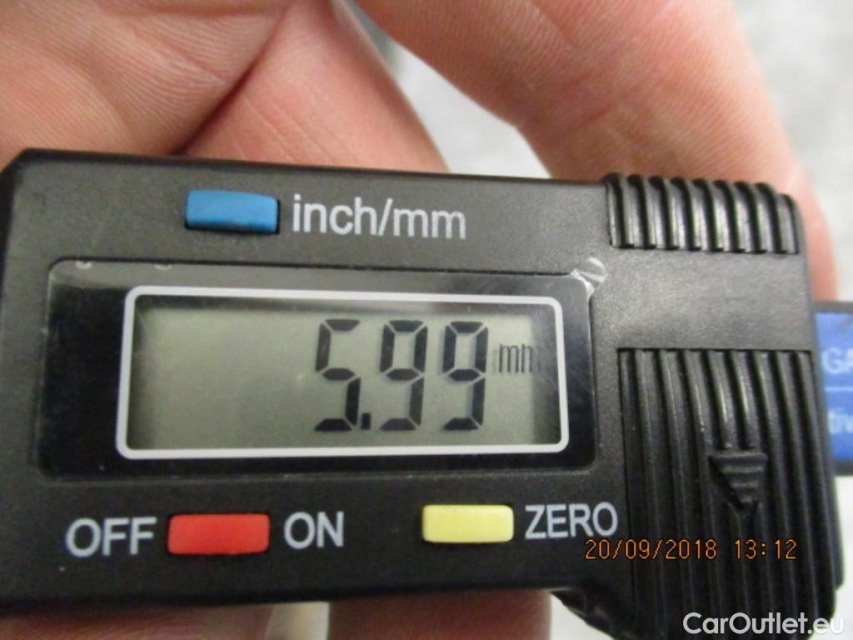 inch/mm
5.99 mm
OFF ON ZERO
20/09/2018 13:12
CarOutlet.eu